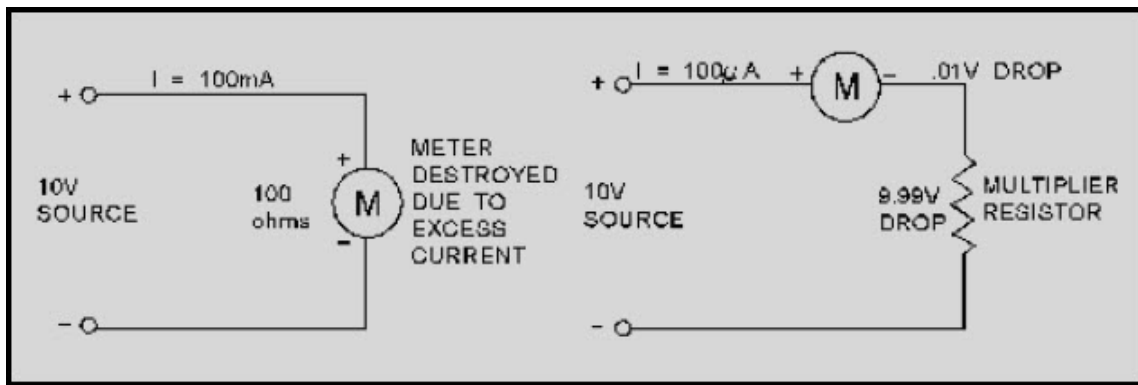 I = 100mA
+
10V
SOURCE
100
ohms
+
M
-
METER
DESTROYED
DUE TO
EXCESS
CURRENT
-
+
I = 100μA
+
M
-
.01V DROP
10V
SOURCE
9.99V
DROP
MULTIPLIER
RESISTOR
-